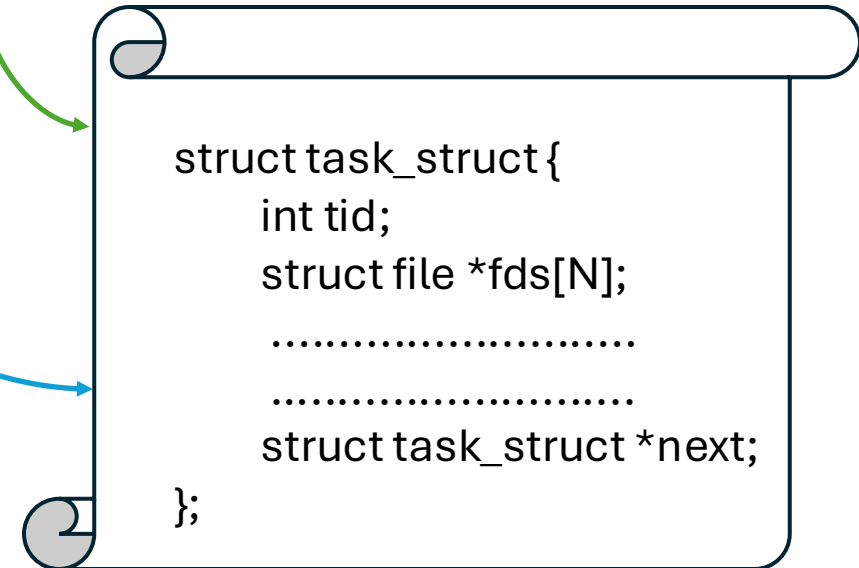 struct task_struct {
int tid;
struct file *fds[N];
................................
................................
struct task_struct *next;
};